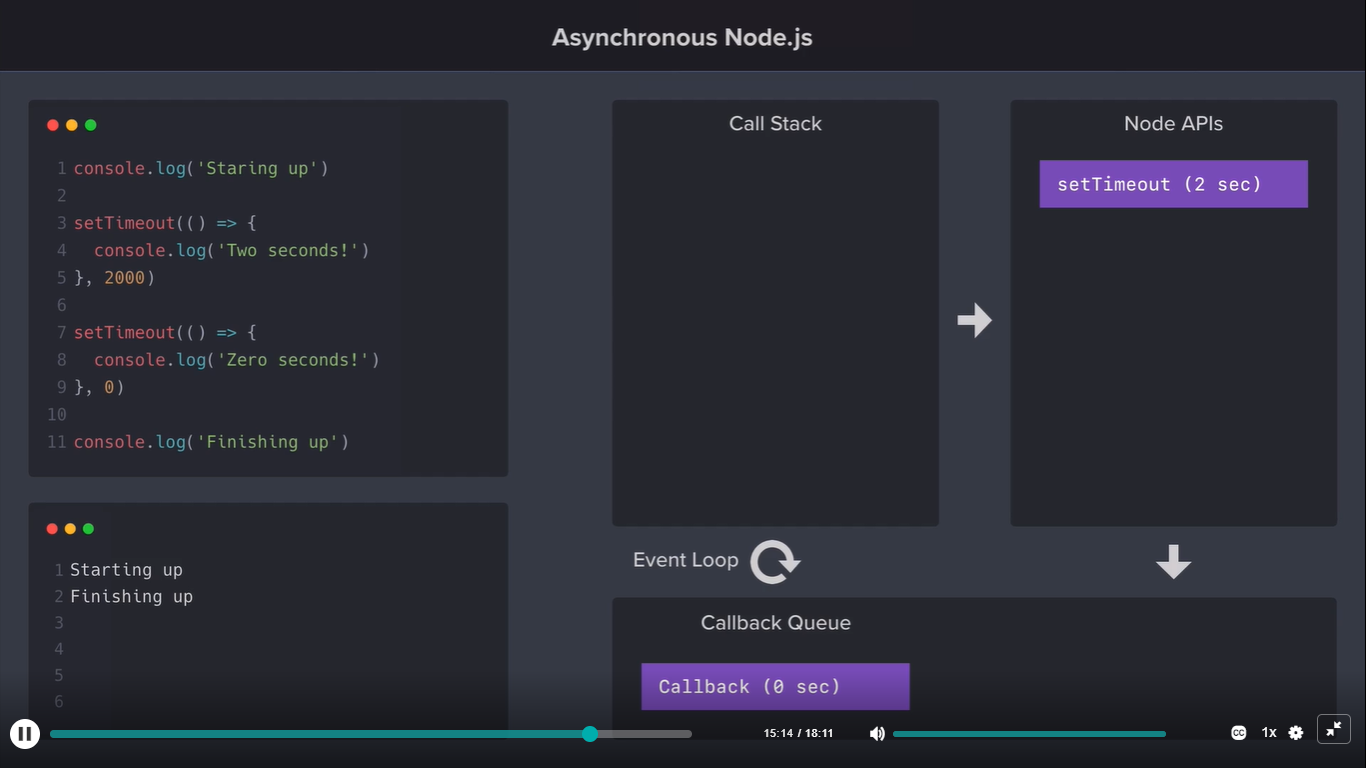 Asynchronous Node.js
1 console.log('Staring up')
2
3 setTimeout(() => {
4   console.log('Two seconds!')
5 }, 2000)
6
7 setTimeout(() => {
8   console.log('Zero seconds!')
9 }, 0)
10
11 console.log('Finishing up')
1 Starting up
2 Finishing up
3
4
5
6
Call Stack
Node APIs
setTimeout (2 sec)
Event Loop
Callback Queue
Callback (0 sec)
15:14 / 18:11
CC
1x